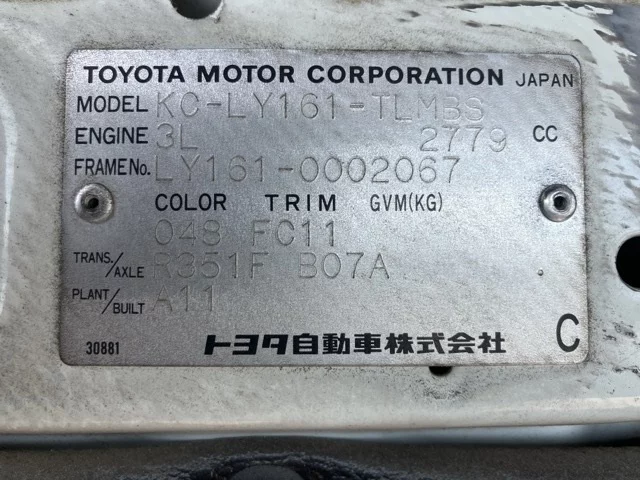 TOYOTA MOTOR CORPORATION JAPAN
MODEL KC-LY161-TLMBS
ENGINE 3L 2779 CC
FRAME No. LY161-0002067
COLOR TRIM GVM(KG)
048 FC11
TRANS./AXLE R351F B07A
PLANT/BUILT A11
30881 トヨタ自動車株式会社 C